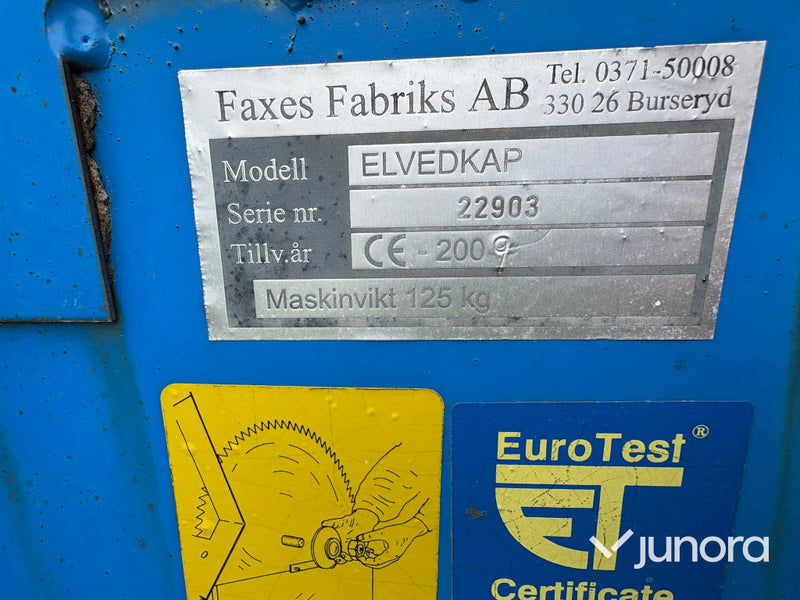 Faxes Fabriks AB
Tel. 0371-50008
330 26 Burseryd
Modell ELVEDKAP
Serie nr. 22903
Tillv.år CE - 2009
Maskinvikt 125 kg
EuroTest®
ET
Certificate
junora